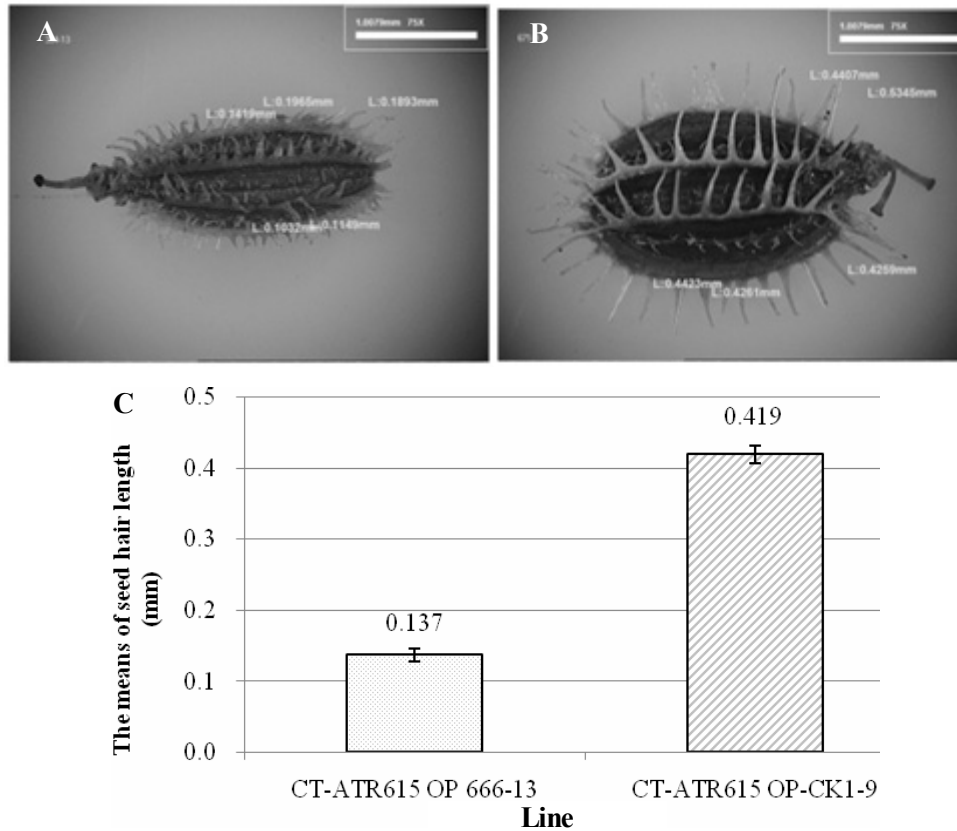 A
1.0079mm 75X
L:0.1965mm
L:0.1893mm
L:0.1419mm
L:0.1032mm
L:0.1149mm
B
1.0079mm 75X
L:0.4407mm
L:0.5345mm
L:0.4259mm
L:0.4423mm
L:0.4261mm
C
The means of seed hair length
(mm)
0.5
0.4
0.3
0.2
0.1
0.0
0.137
0.419
CT-ATR615 OP 666-13
CT-ATR615 OP-CK1-9
Line